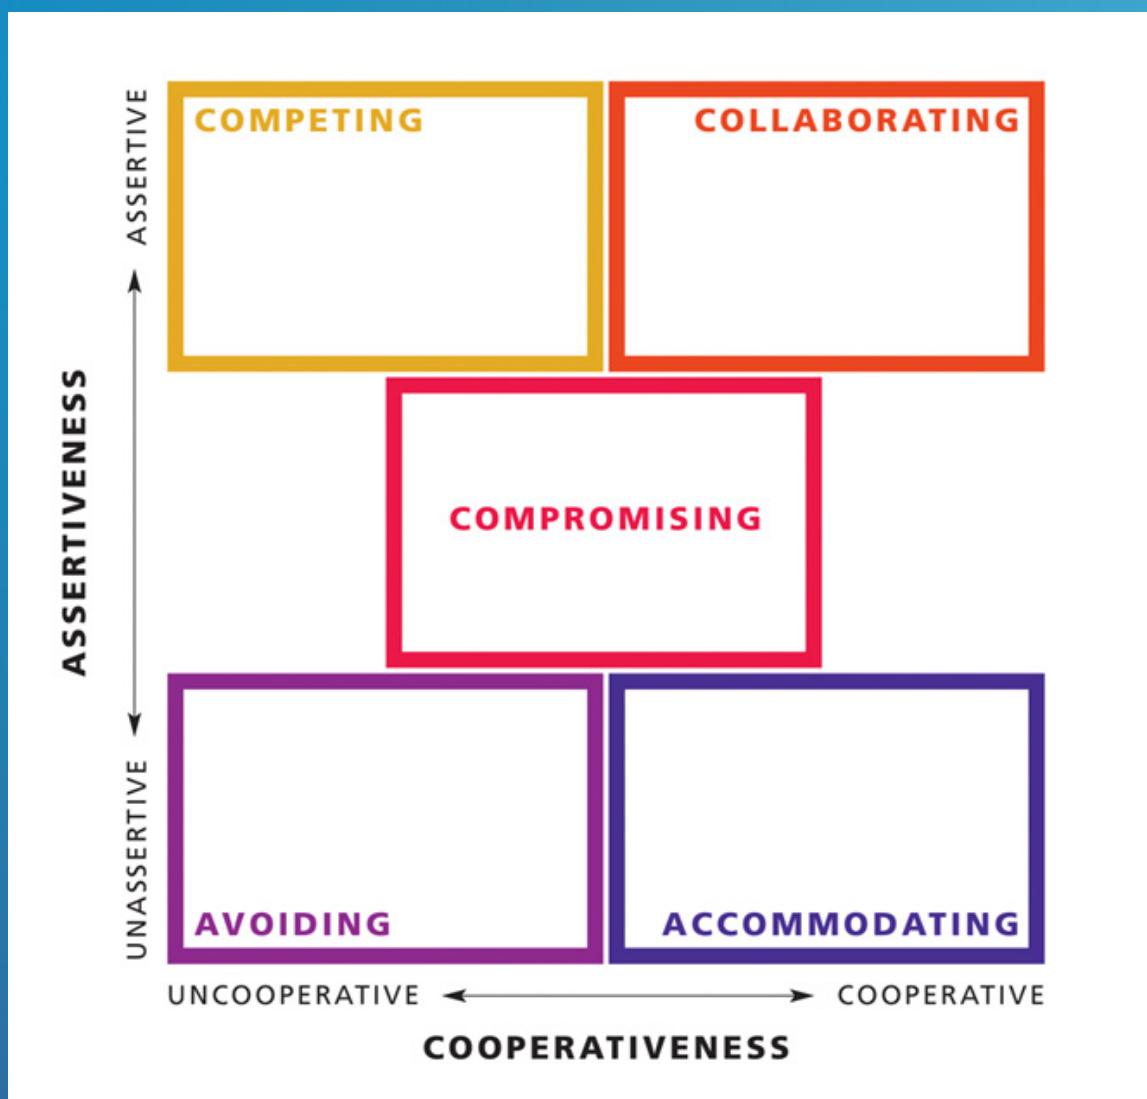 ASSERTIVE
COMPETING
COLLABORATING
ASSERTIVENESS
COMPROMISING
UNASSERTIVE
AVOIDING
ACCOMMODATING
UNCOOPERATIVE
COOPERATIVE
COOPERATIVENESS